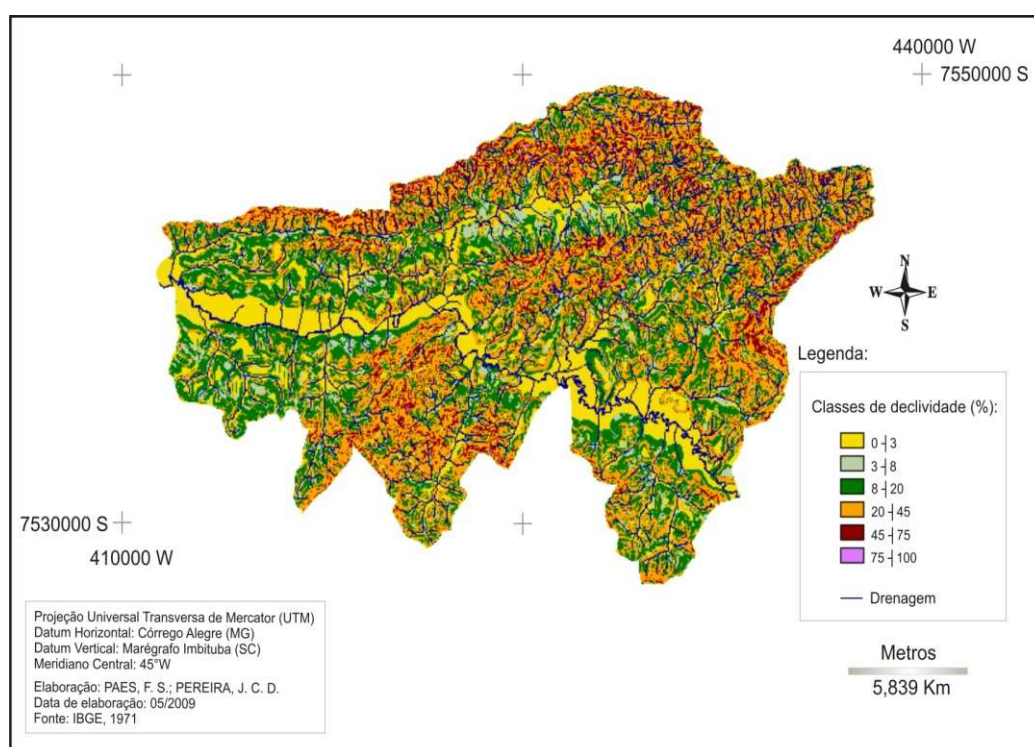 440000 W
7550000 S
N
W E
S
Legenda:
Classes de declividade (%):
0 ┤3
3 ┤8
8 ┤20
20 ┤45
45 ┤75
75 ┤100
Drenagem
7530000 S
410000 W
Projeção Universal Transversa de Mercator (UTM)
Datum Horizontal: Córrego Alegre (MG)
Datum Vertical: Marégrafo Imbituba (SC)
Meridiano Central: 45°W
Elaboração: PAES, F. S.; PEREIRA, J. C. D.
Data de elaboração: 05/2009
Fonte: IBGE, 1971
Metros
5,839 Km